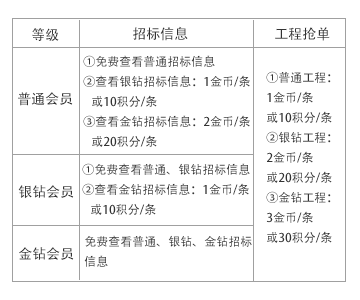 等级
招标信息
工程抢单
普通会员
①免费查看普通招标信息
②查看银钻招标信息：1金币/条
或10积分/条
③查看金钻招标信息：2金币/条
或20积分/条
银钻会员
①免费查看普通、银钻招标信息
②查看金钻招标信息：1金币/条
或10积分/条
金钻会员
免费查看普通、银钻、金钻招标
信息
①普通工程：
1金币/条
或10积分/条
②银钻工程：
2金币/条
或20积分/条
③金钻工程：
3金币/条
或30积分/条